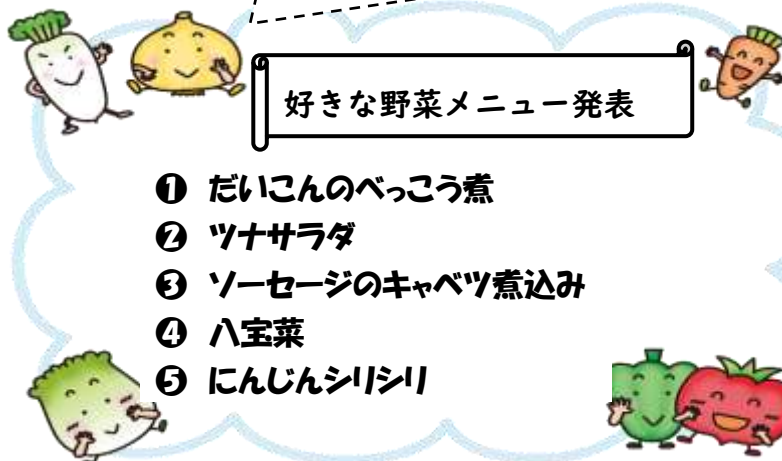 好きな野菜メニュー発表
❶ だいこんのべっこう煮
❷ ツナサラダ
❸ ソーセージのキャベツ煮込み
❹ 八宝菜
❺ にんじんシリシリ